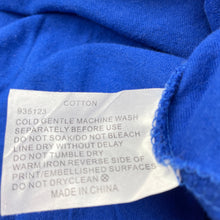 COTTON
935123
COLD GENTLE MACHINE WASH
SEPARATELY BEFORE USE
DO NOT SOAK/DO NOT BLEACH
LINE DRY WITHOUT DELAY
DO NOT TUMBLE DRY
WARM IRON REVERSE SIDE OF
PRINT/EMBELLISHED SURFACES
DO NOT DRYCLEAN
MADE IN CHINA